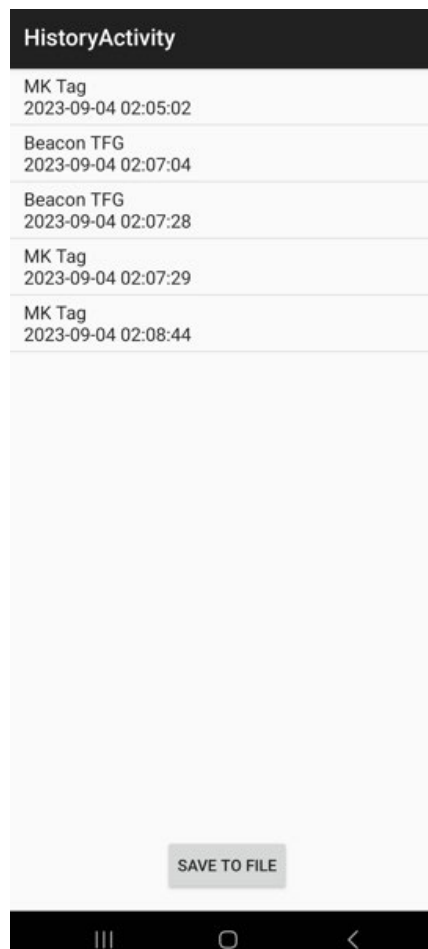 HistoryActivity
MK Tag
2023-09-04 02:05:02
Beacon TFG
2023-09-04 02:07:04
Beacon TFG
2023-09-04 02:07:28
MK Tag
2023-09-04 02:07:29
MK Tag
2023-09-04 02:08:44
SAVE TO FILE